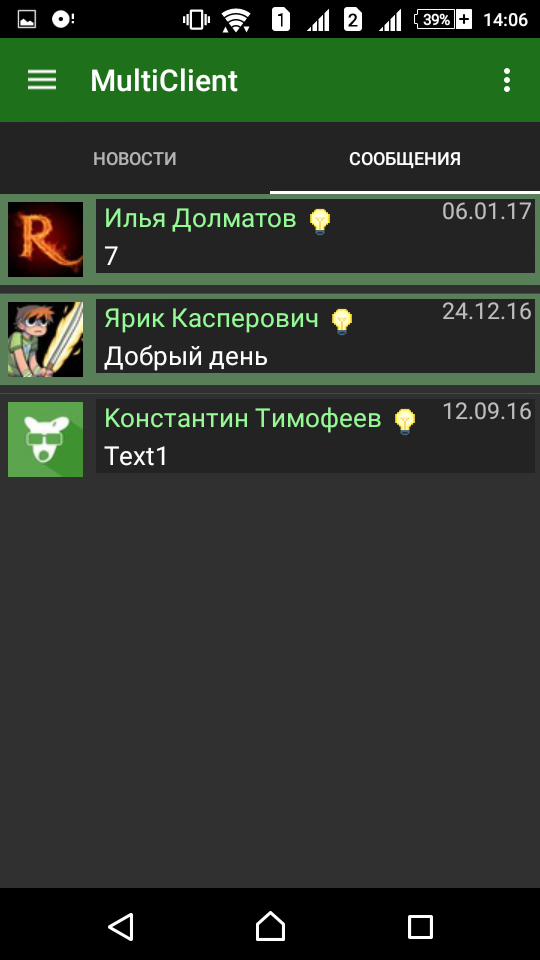 1 2 39% 14:06
MultiClient
НОВОСТИ СООБЩЕНИЯ
Илья Долматов 06.01.17
7
Ярик Касперович 24.12.16
Добрый день
Константин Тимофеев 12.09.16
Text1
R